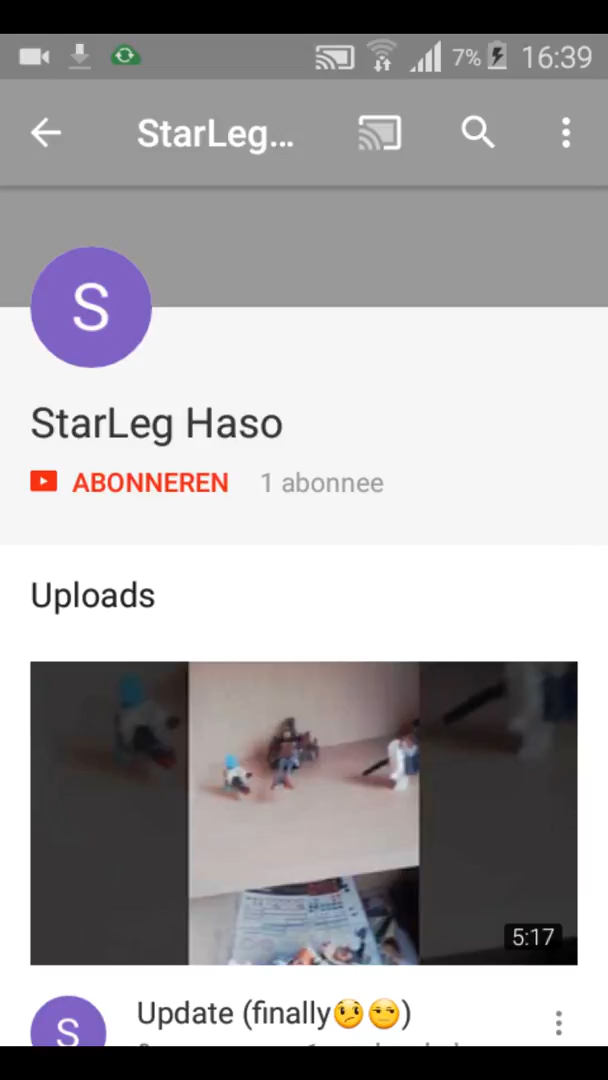 7% 16:39
StarLeg...
S
StarLeg Haso
ABONNEREN 1 abonnee
Uploads
5:17
S
Update (finally😞😒)